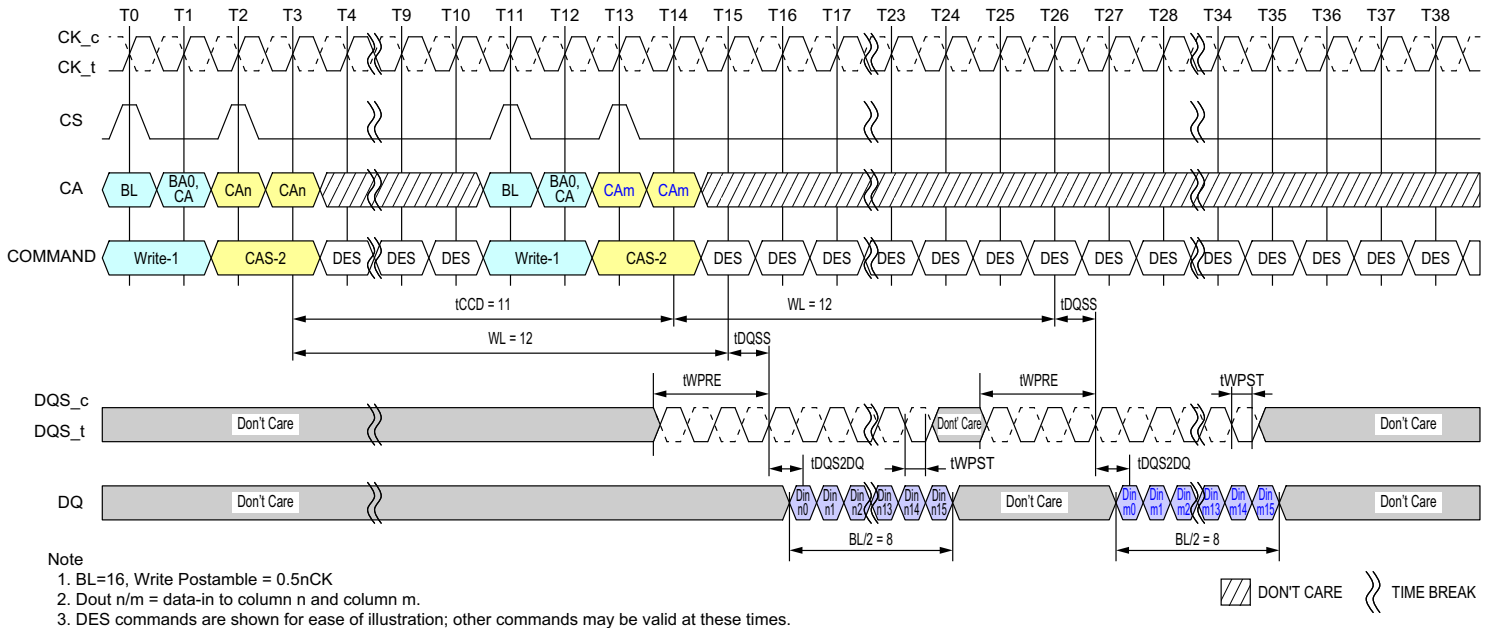 T0 T1 T2 T3 T4 T9 T10 T11 T12 T13 T14 T15 T16 T17 T23 T24 T25 T26 T27 T28 T34 T35 T36 T37 T38
CK_c
CK_t
CS
CA
BL BA0, CA CAn CAn BL BA0, CA CAm CAm
COMMAND Write-1 CAS-2 DES DES DES Write-1 CAS-2 DES DES DES DES DES DES DES DES DES DES DES DES DES DES
tCCD = 11 WL = 12 tDQSS
WL = 12 tDQSS
tWPRE tWPRE tWPST
DQS_c
DQS_t
Don't Care Dont' Care Don't Care
tDQS2DQ tWPST tDQS2DQ
DQ Don't Care Din n0 Din n1 Din n2 Din n13 Din n14 Din n15 Don't Care Din m0 Din m1 Din m2 Din m13 Din m14 Din m15 Don't Care
BL/2 = 8 BL/2 = 8
Note
1. BL=16, Write Postamble = 0.5nCK
2. Dout n/m = data-in to column n and column m.
3. DES commands are shown for ease of illustration; other commands may be valid at these times.
DON'T CARE TIME BREAK